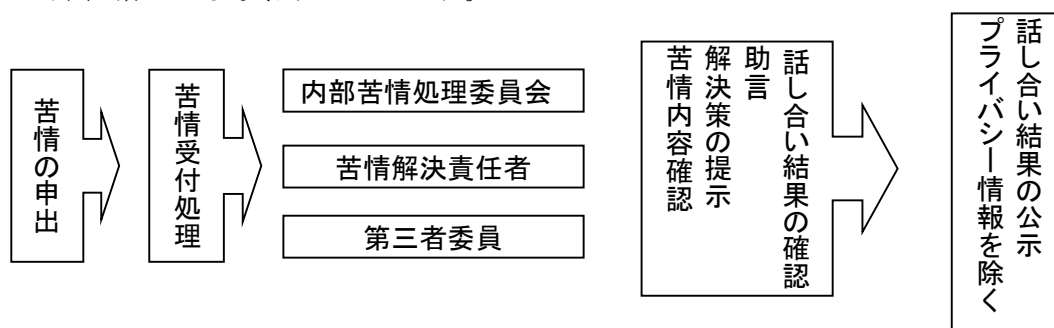 苦情の申出
苦情受付処理
内部苦情処理委員会
苦情解決責任者
第三者委員
話し合い結果の確認
助言
解決策の提示
苦情内容確認
話し合い結果の公示
プライバシー情報を除く